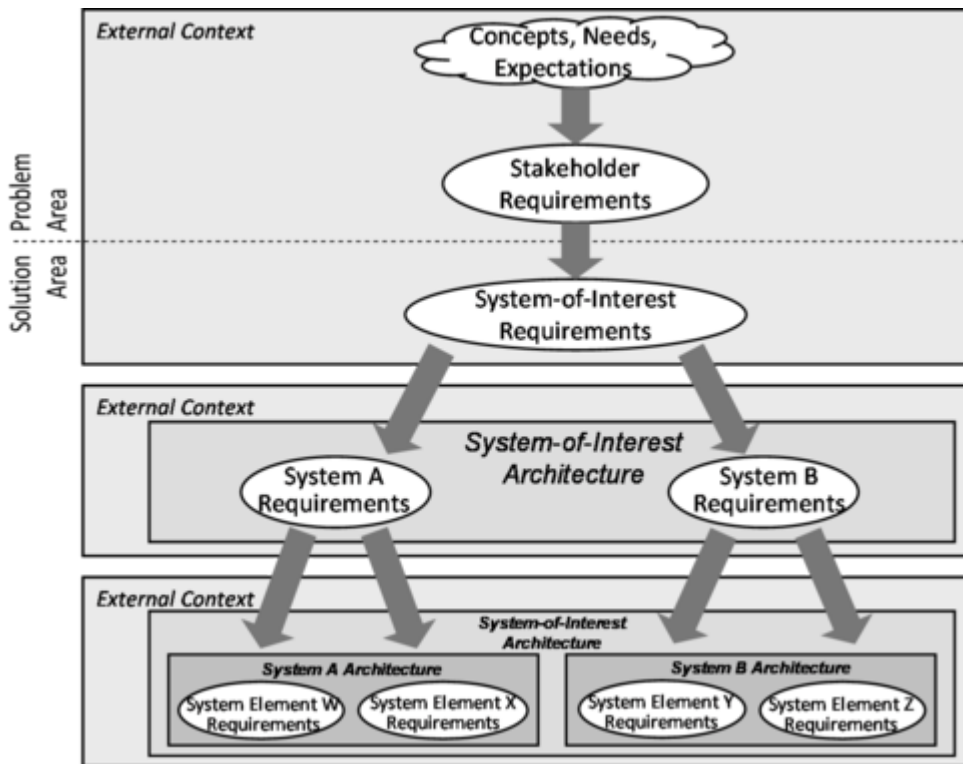 External Context
Concepts, Needs,
Expectations
Stakeholder
Requirements
Problem
Area
Solution
Area
System-of-Interest
Requirements
External Context
System-of-Interest
Architecture
System A
Requirements
System B
Requirements
External Context
System-of-Interest
Architecture
System A Architecture
System Element W
Requirements
System Element X
Requirements
System B Architecture
System Element Y
Requirements
System Element Z
Requirements